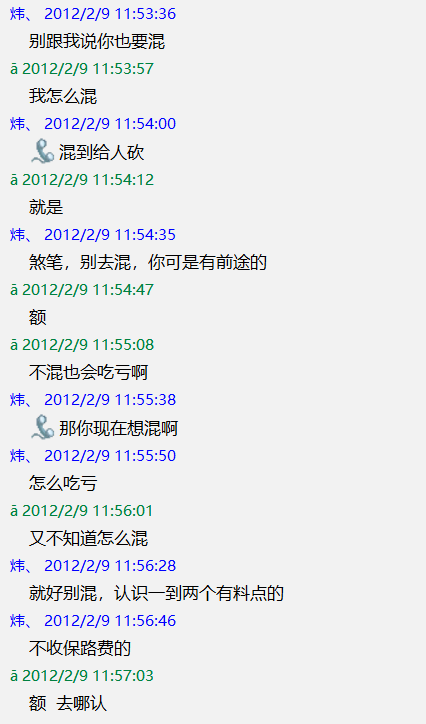 炜、 2012/2/9 11:53:36
别跟我说你也要混
ā 2012/2/9 11:53:57
我怎么混
炜、 2012/2/9 11:54:00
混到给人砍
ā 2012/2/9 11:54:12
就是
炜、 2012/2/9 11:54:35
煞笔，别去混，你可是有前途的
ā 2012/2/9 11:54:47
额
ā 2012/2/9 11:55:08
不混也会吃亏啊
炜、 2012/2/9 11:55:38
那你现在想混啊
炜、 2012/2/9 11:55:50
怎么吃亏
ā 2012/2/9 11:56:01
又不知道怎么混
炜、 2012/2/9 11:56:28
就好别混，认识一到两个有料点的
炜、 2012/2/9 11:56:46
不收保路费的
ā 2012/2/9 11:57:03
额  去哪认